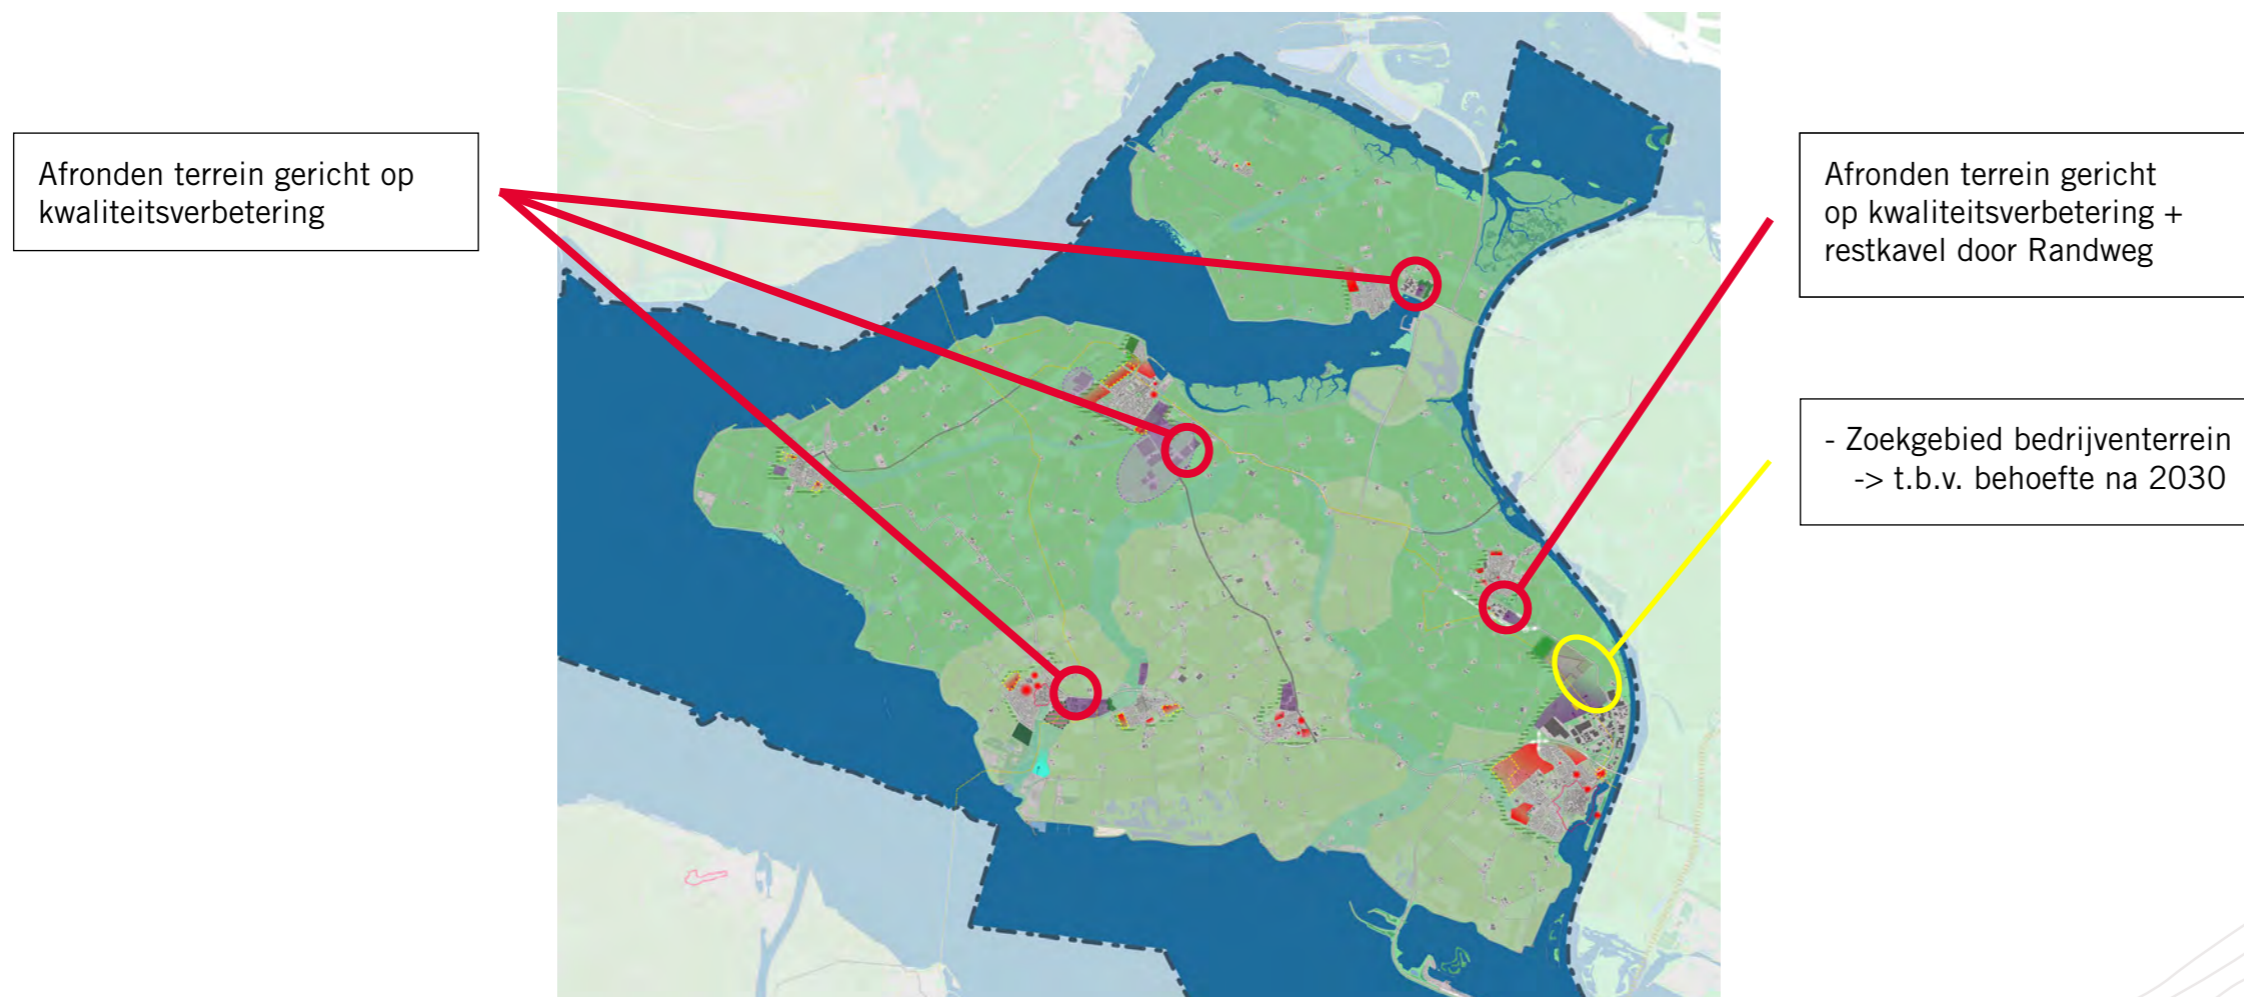 Afronden terrein gericht op
kwaliteitsverbetering
Afronden terrein gericht
op kwaliteitsverbetering +
restkavel door Randweg
- Zoekgebied bedrijventerrein
-> t.b.v. behoefte na 2030